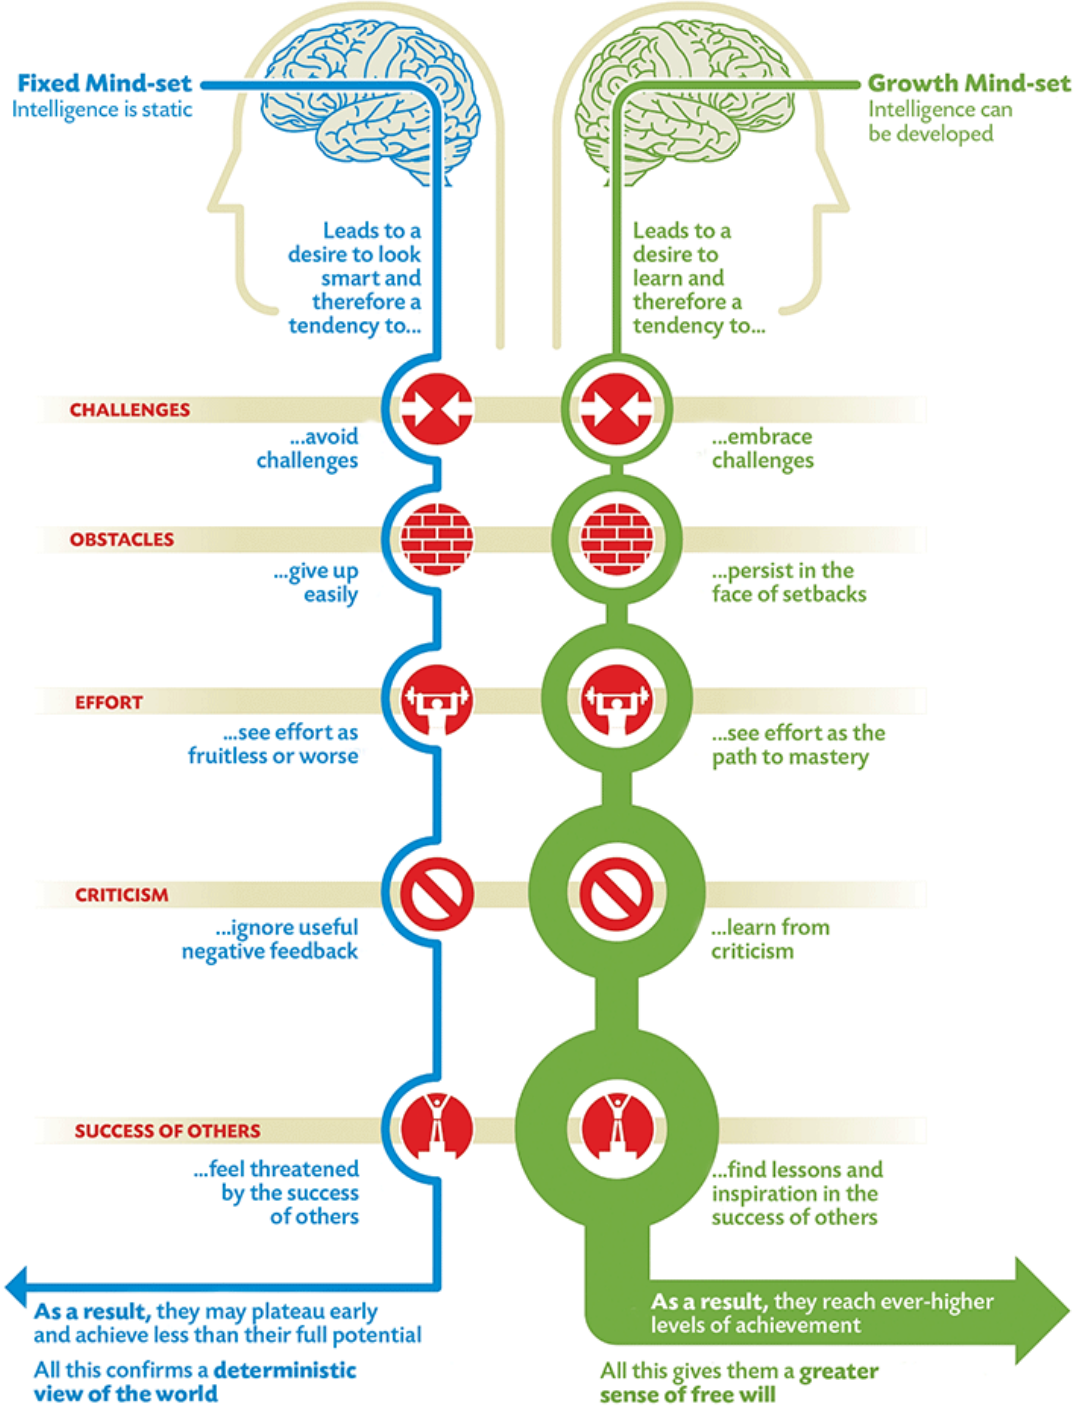 Fixed Mind-set
Intelligence is static
Growth Mind-set
Intelligence can
be developed
Leads to a
desire to look
smart and
therefore a
tendency to...
Leads to a
desire to
learn and
therefore a
tendency to...
CHALLENGES
...avoid
challenges
...embrace
challenges
OBSTACLES
...give up
easily
...persist in the
face of setbacks
EFFORT
...see effort as
fruitless or worse
...see effort as the
path to mastery
CRITICISM
...ignore useful
negative feedback
...learn from
criticism
SUCCESS OF OTHERS
...feel threatened
by the success
of others
...find lessons and
inspiration in the
success of others
As a result, they may plateau early
and achieve less than their full potential
All this confirms a deterministic
view of the world
As a result, they reach ever-higher
levels of achievement
All this gives them a greater
sense of free will